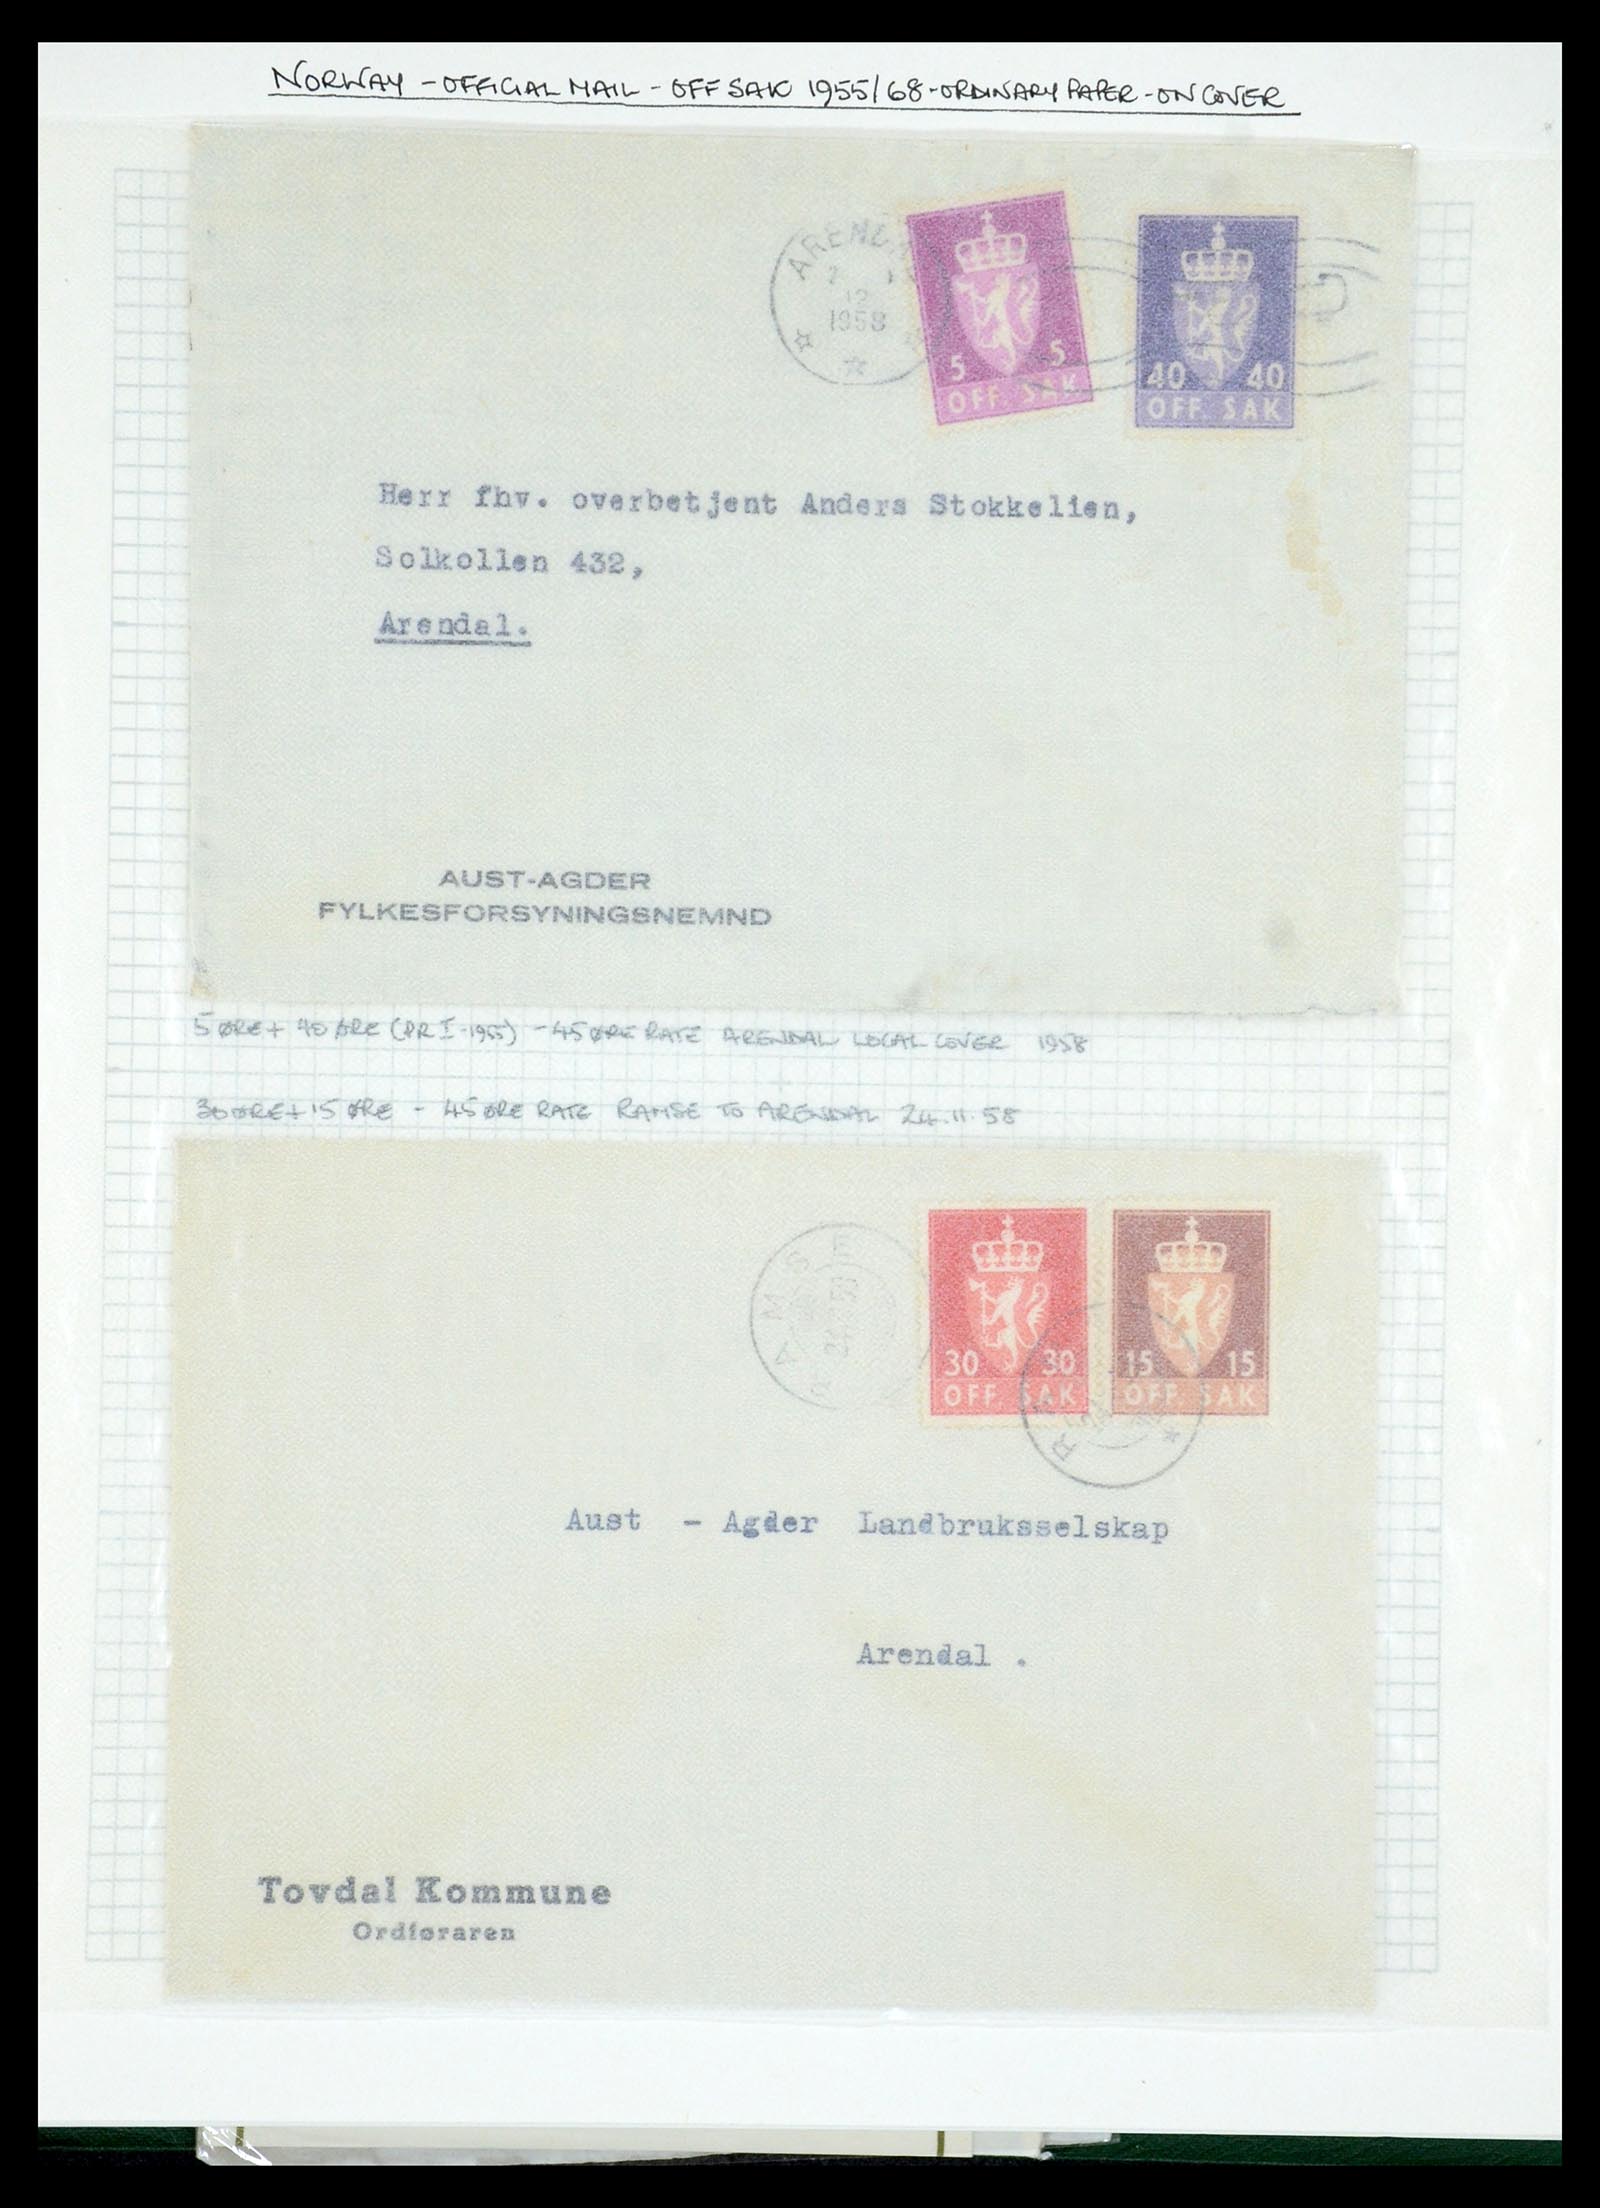 NORWAY - OFFICIAL MAIL - OFF SAK 1955/68 - ORDINARY PAPER - ON COVER
ARENDAL
12
1958
5 5
OFF. SAK
40 40
OFF. SAK
Herr fhv. overbetjent Anders Stokkelien,
Solkollen 432,
Arendal.
AUST-AGDER
FYLKESFORSYNINGSNEMND
5 ØRE + 40 ØRE (PR I - 1955) - 45 ØRE RATE ARENDAL LOCAL COVER 1958
30 ØRE + 15 ØRE - 45 ØRE RATE RAMSE TO ARENDAL 24.11.58
RAMSE
30 30
OFF. SAK
15 15
OFF. SAK
Aust - Agder Landbruksselskap
Arendal .
Tovdal Kommune
Ordføraren